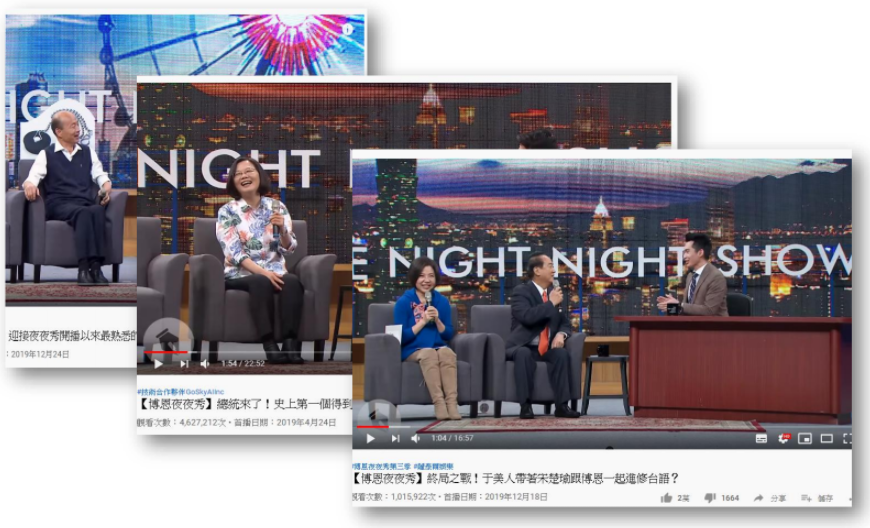 NIGHT
迎接夜夜秀開播以來最熟悉的
：2019年12月24日
NIGHT
1:54 / 22:52
#技術合作夥伴GoSkyAIInc
【博恩夜夜秀】總統來了！史上第一個得到
觀看次數：4,627,212次・首播日期：2019年4月24日
E NIGHT NIGHT SHOW
1:04 / 16:57
#博恩夜夜秀第三季 #薩泰爾娛樂
【博恩夜夜秀】終局之戰！于美人帶著宋楚瑜跟博恩一起進修台語？
觀看次數：1,015,922次・首播日期：2019年12月18日
2萬 1664 分享 儲存